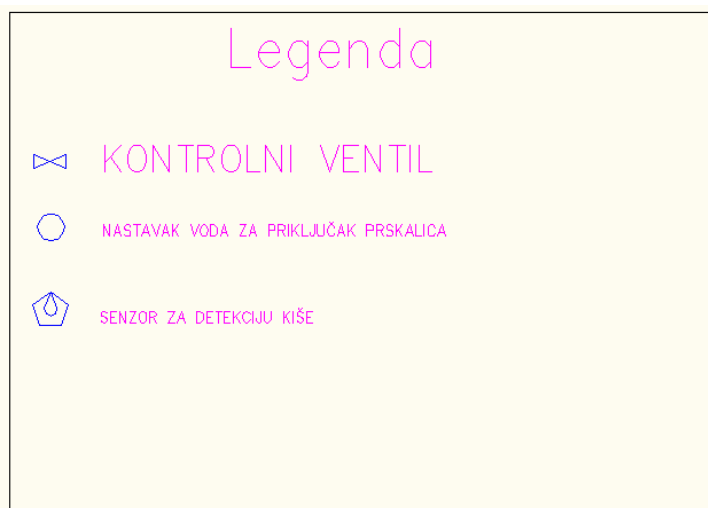 Legenda
KONTROLNI VENTIL
NASTAVAK VODA ZA PRIKLJUČAK PRSKALICA
SENZOR ZA DETEKCIJU KIŠE